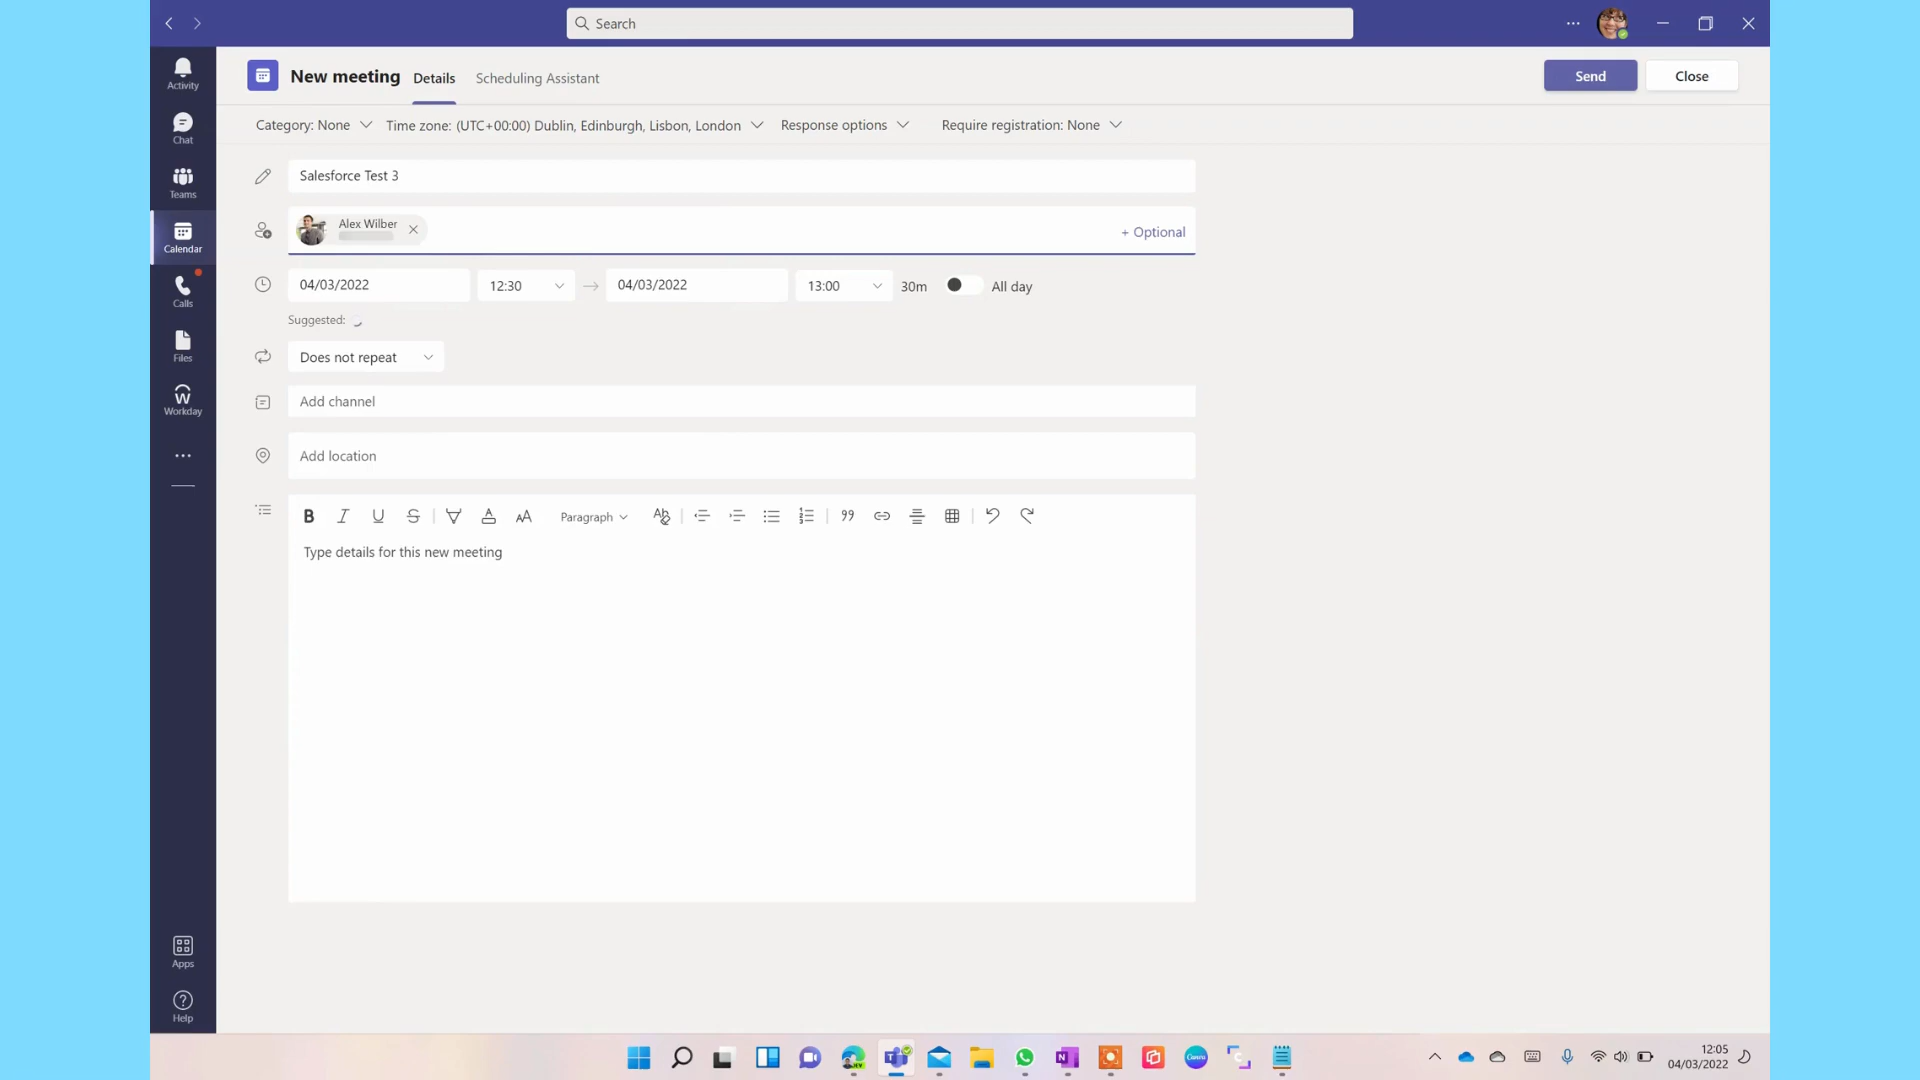 Search
New meeting Details Scheduling Assistant Send Close
Category: None Time zone: (UTC+00:00) Dublin, Edinburgh, Lisbon, London Response options Require registration: None
Activity
Chat
Teams
Calendar
Calls
Files
Workday
Apps
Help
Salesforce Test 3
Alex Wilber
+ Optional
04/03/2022 12:30 → 04/03/2022 13:00 30m All day
Suggested:
Does not repeat
Add channel
Add location
B I U S A AA Paragraph
Type details for this new meeting
Canva
12:05
04/03/2022